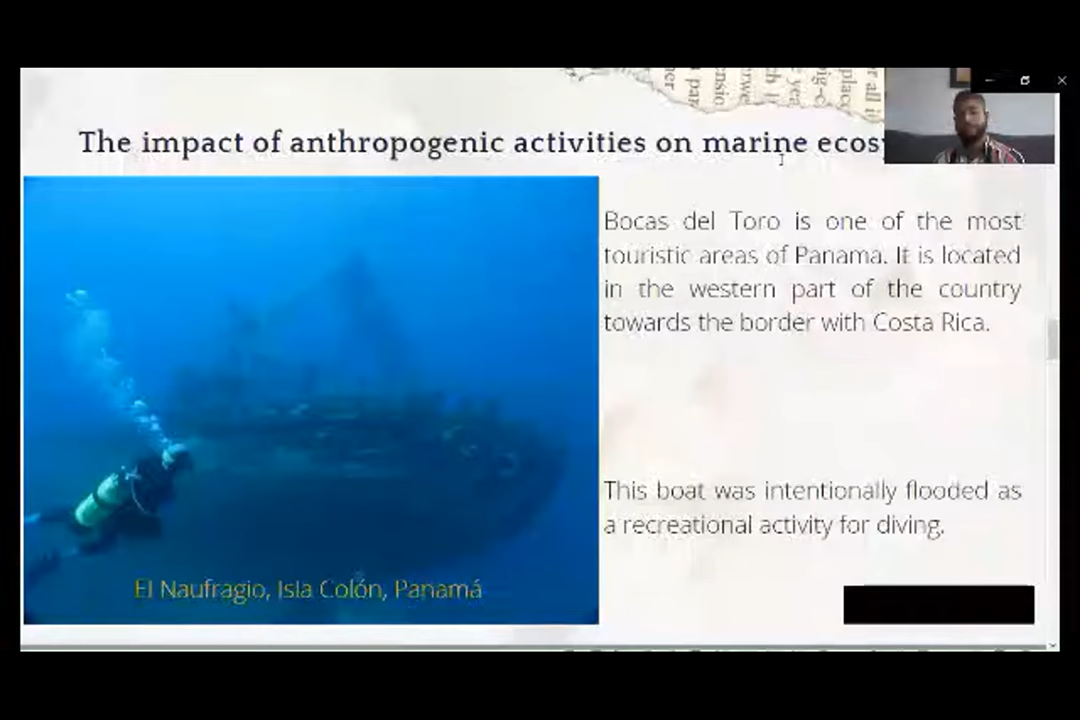 The impact of anthropogenic activities on marine ecos
Bocas del Toro is one of the most
touristic areas of Panama. It is located
in the western part of the country
towards the border with Costa Rica.
This boat was intentionally flooded as
a recreational activity for diving.
El Naufragio, Isla Colón, Panamá